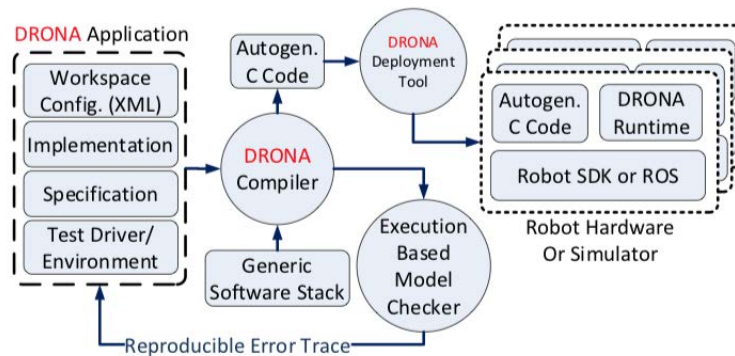 DRONA Application
Workspace
Config. (XML)
Implementation
Specification
Test Driver/
Environment
Autogen.
C Code
DRONA
Deployment
Tool
DRONA
Compiler
Generic
Software Stack
Execution
Based
Model
Checker
Autogen.
C Code
DRONA
Runtime
Robot SDK or ROS
Robot Hardware
Or Simulator
Reproducible Error Trace